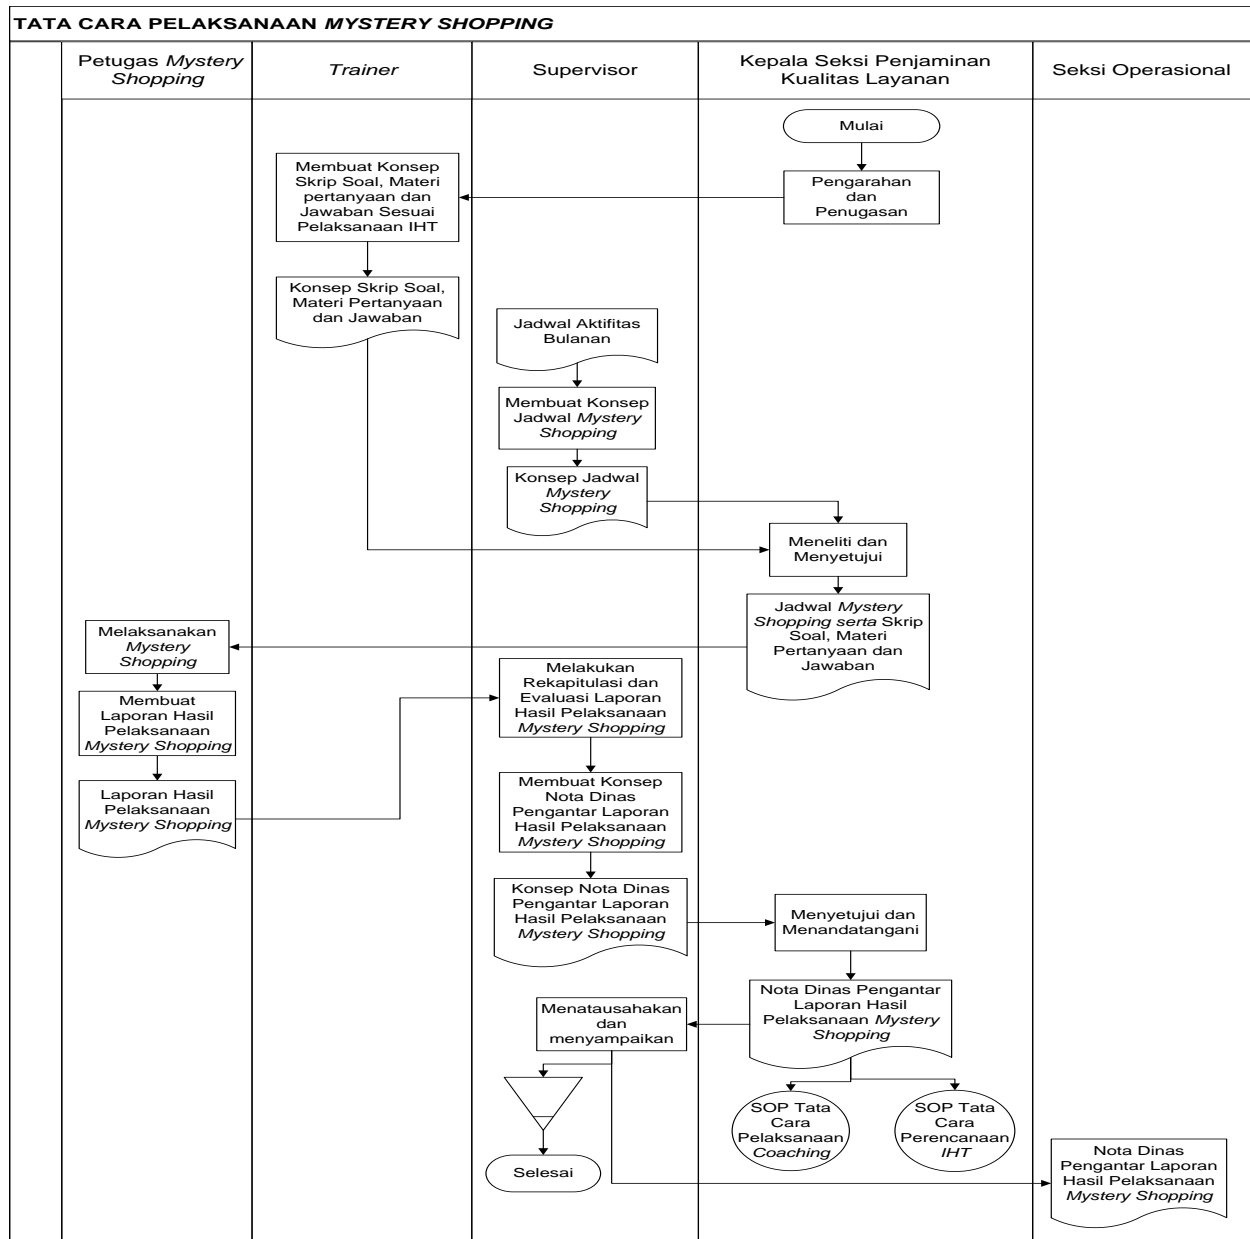 TATA CARA PELAKSANAAN MYSTERY SHOPPING
Petugas Mystery
Shopping
Trainer
Supervisor
Kepala Seksi Penjaminan
Kualitas Layanan
Seksi Operasional
Mulai
Pengarahan
dan
Penugasan
Membuat Konsep
Skrip Soal, Materi
pertanyaan dan
Jawaban Sesuai
Pelaksanaan IHT
Konsep Skrip Soal,
Materi Pertanyaan
dan Jawaban
Jadwal Aktifitas
Bulanan
Membuat Konsep
Jadwal Mystery
Shopping
Konsep Jadwal
Mystery
Shopping
Meneliti dan
Menyetujui
Jadwal Mystery
Shopping serta Skrip
Soal, Materi
Pertanyaan dan
Jawaban
Melaksanakan
Mystery
Shopping
Membuat
Laporan Hasil
Pelaksanaan
Mystery Shopping
Laporan Hasil
Pelaksanaan
Mystery Shopping
Melakukan
Rekapitulasi dan
Evaluasi Laporan
Hasil Pelaksanaan
Mystery Shopping
Membuat Konsep
Nota Dinas
Pengantar Laporan
Hasil Pelaksanaan
Mystery Shopping
Konsep Nota Dinas
Pengantar Laporan
Hasil Pelaksanaan
Mystery Shopping
Menyetujui dan
Menandatangani
Nota Dinas Pengantar
Laporan Hasil
Pelaksanaan Mystery
Shopping
Menatausahakan
dan
menyampaikan
Selesai
SOP Tata
Cara
Pelaksanaan
Coaching
SOP Tata
Cara
Perencanaan
IHT
Nota Dinas
Pengantar Laporan
Hasil Pelaksanaan
Mystery Shopping